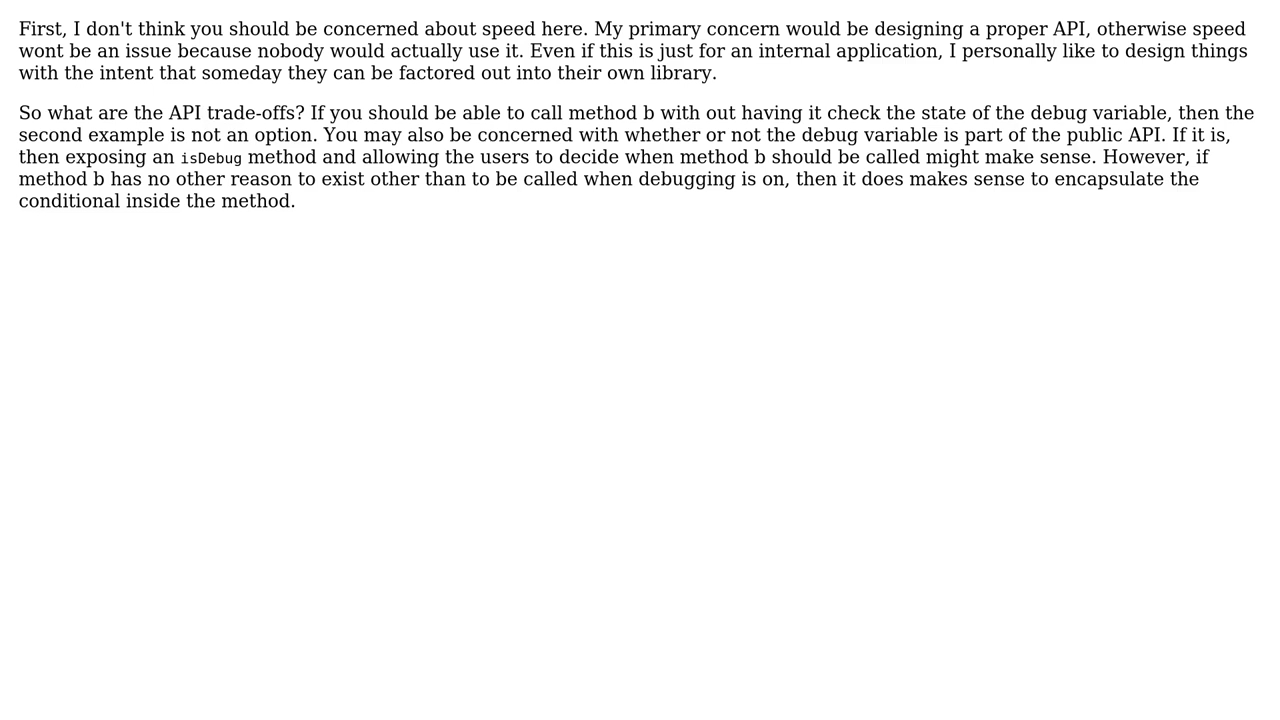 First, I don't think you should be concerned about speed here. My primary concern would be designing a proper API, otherwise speed
wont be an issue because nobody would actually use it. Even if this is just for an internal application, I personally like to design things
with the intent that someday they can be factored out into their own library.
So what are the API trade-offs? If you should be able to call method b with out having it check the state of the debug variable, then the
second example is not an option. You may also be concerned with whether or not the debug variable is part of the public API. If it is,
then exposing an isDebug method and allowing the users to decide when method b should be called might make sense. However, if
method b has no other reason to exist other than to be called when debugging is on, then it does makes sense to encapsulate the
conditional inside the method.